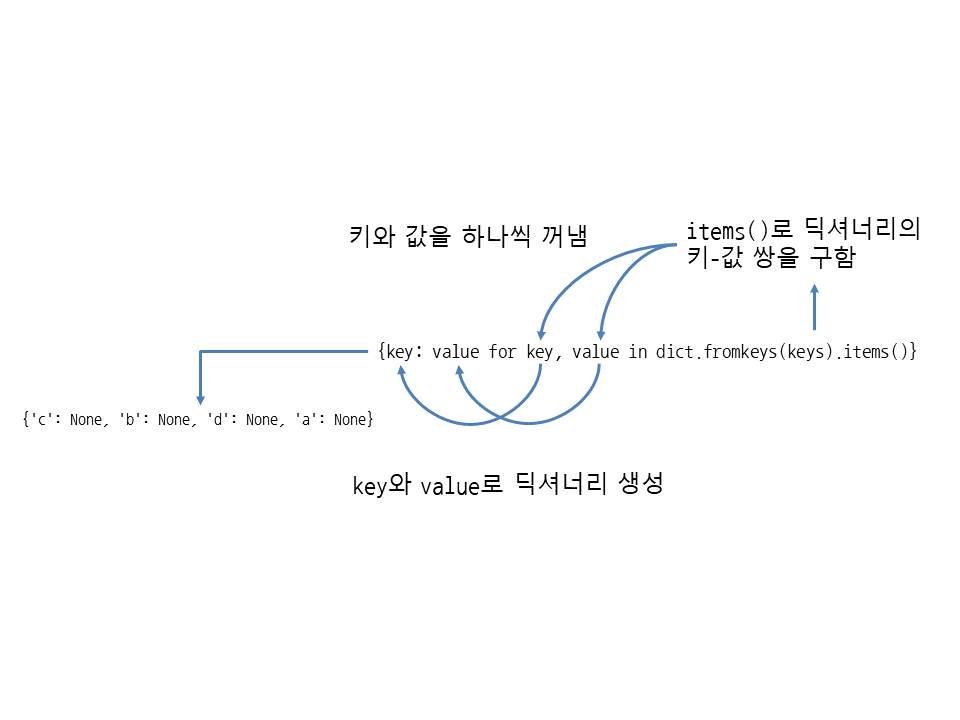 키와 값을 하나씩 꺼냄
items()로 딕셔너리의
키-값 쌍을 구함
{key: value for key, value in dict.fromkeys(keys).items()}
{'c': None, 'b': None, 'd': None, 'a': None}
key와 value로 딕셔너리 생성